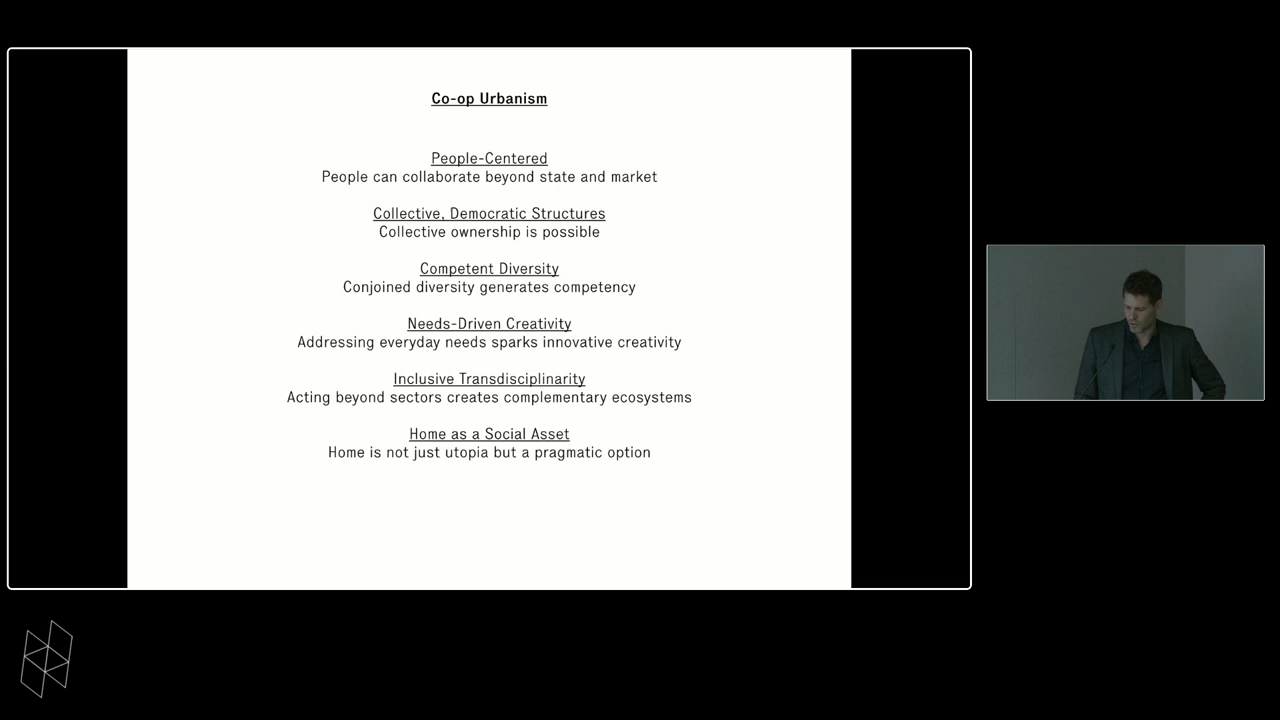 Co-op Urbanism
People-Centered
People can collaborate beyond state and market
Collective, Democratic Structures
Collective ownership is possible
Competent Diversity
Conjoined diversity generates competency
Needs-Driven Creativity
Addressing everyday needs sparks innovative creativity
Inclusive Transdisciplinarity
Acting beyond sectors creates complementary ecosystems
Home as a Social Asset
Home is not just utopia but a pragmatic option